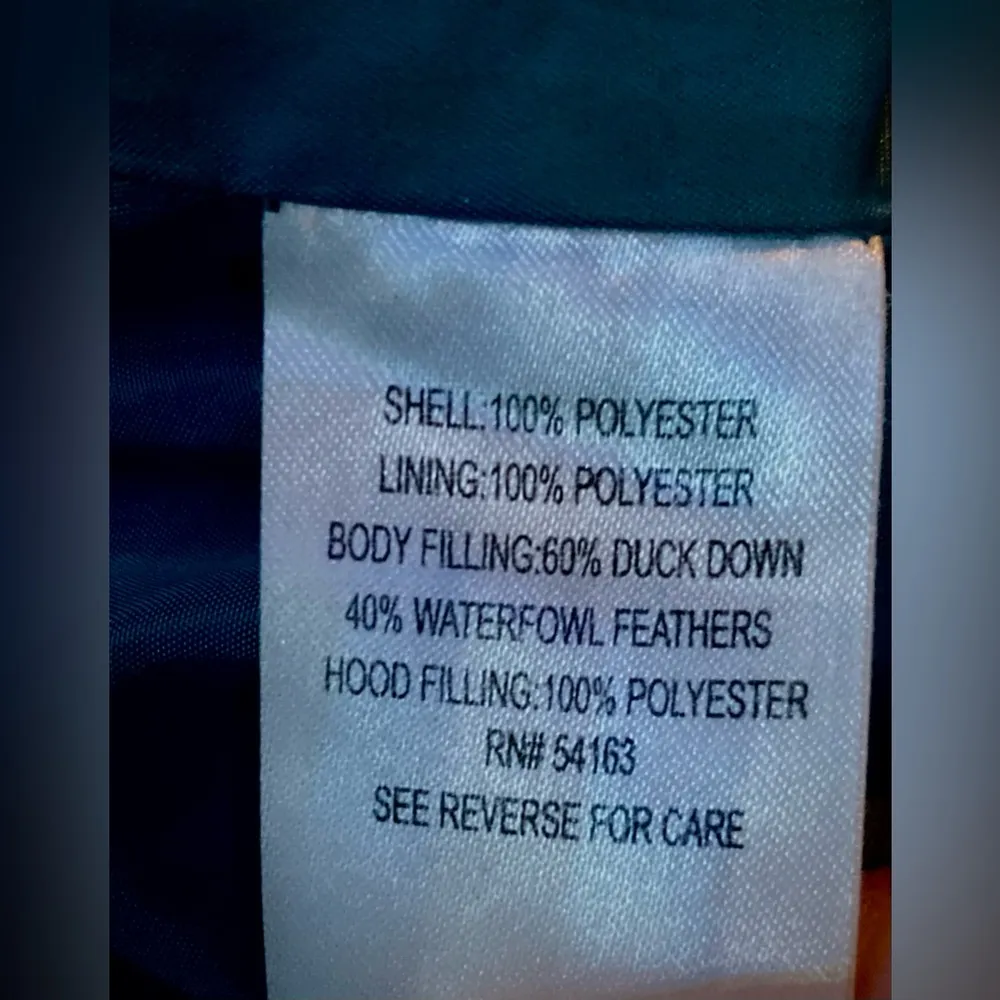 SHELL:100% POLYESTER
LINING:100% POLYESTER
BODY FILLING:60% DUCK DOWN
40% WATERFOWL FEATHERS
HOOD FILLING:100% POLYESTER
RN# 54163
SEE REVERSE FOR CARE